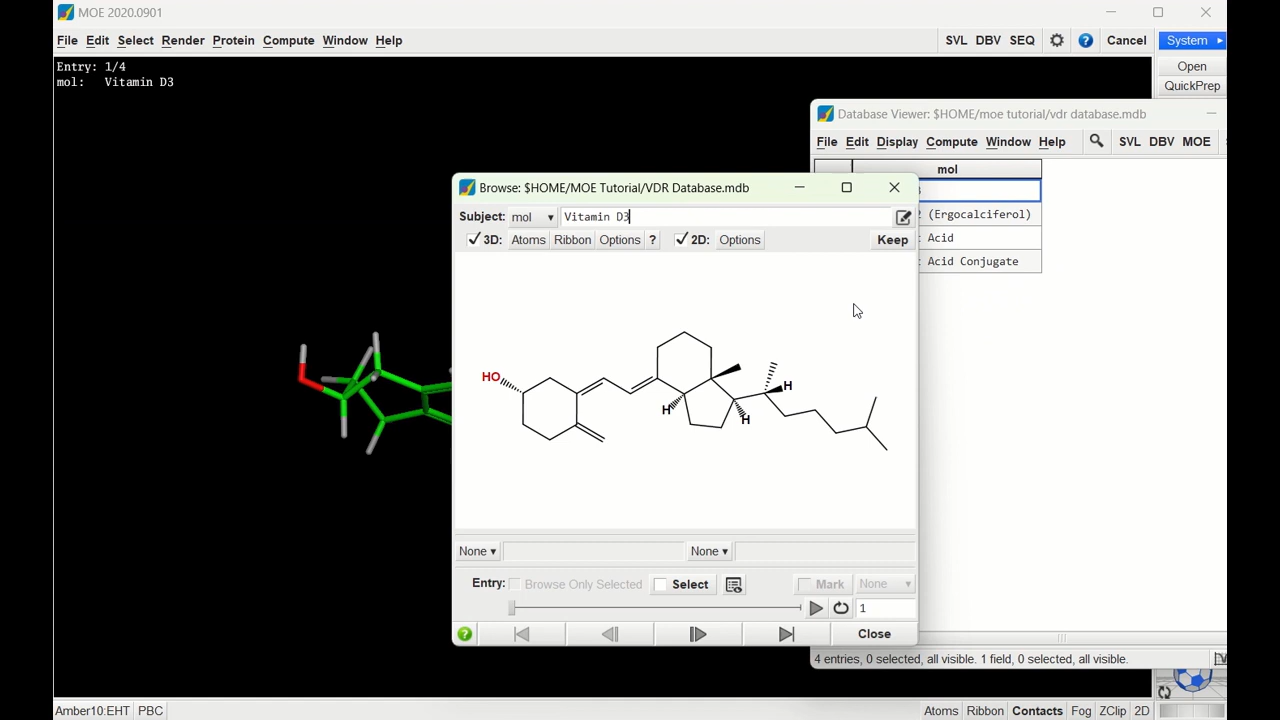 MOE 2020.0901
File Edit Select Render Protein Compute Window Help
SVL DBV SEQ Cancel System
Entry: 1/4
mol: Vitamin D3
Open
QuickPrep
Database Viewer: $HOME/moe tutorial/vdr database.mdb
File Edit Display Compute Window Help
SVL DBV MOE
mol
2 (Ergocalciferol)
Acid
Acid Conjugate
Browse: $HOME/MOE Tutorial/VDR Database.mdb
Subject: mol Vitamin D3
3D: Atoms Ribbon Options ? 2D: Options Keep
HO
H
H
H
None None
Entry: Browse Only Selected Select Mark None
1
Close
4 entries, 0 selected, all visible. 1 field, 0 selected, all visible.
Amber10:EHT PBC
Atoms Ribbon Contacts Fog ZClip 2D